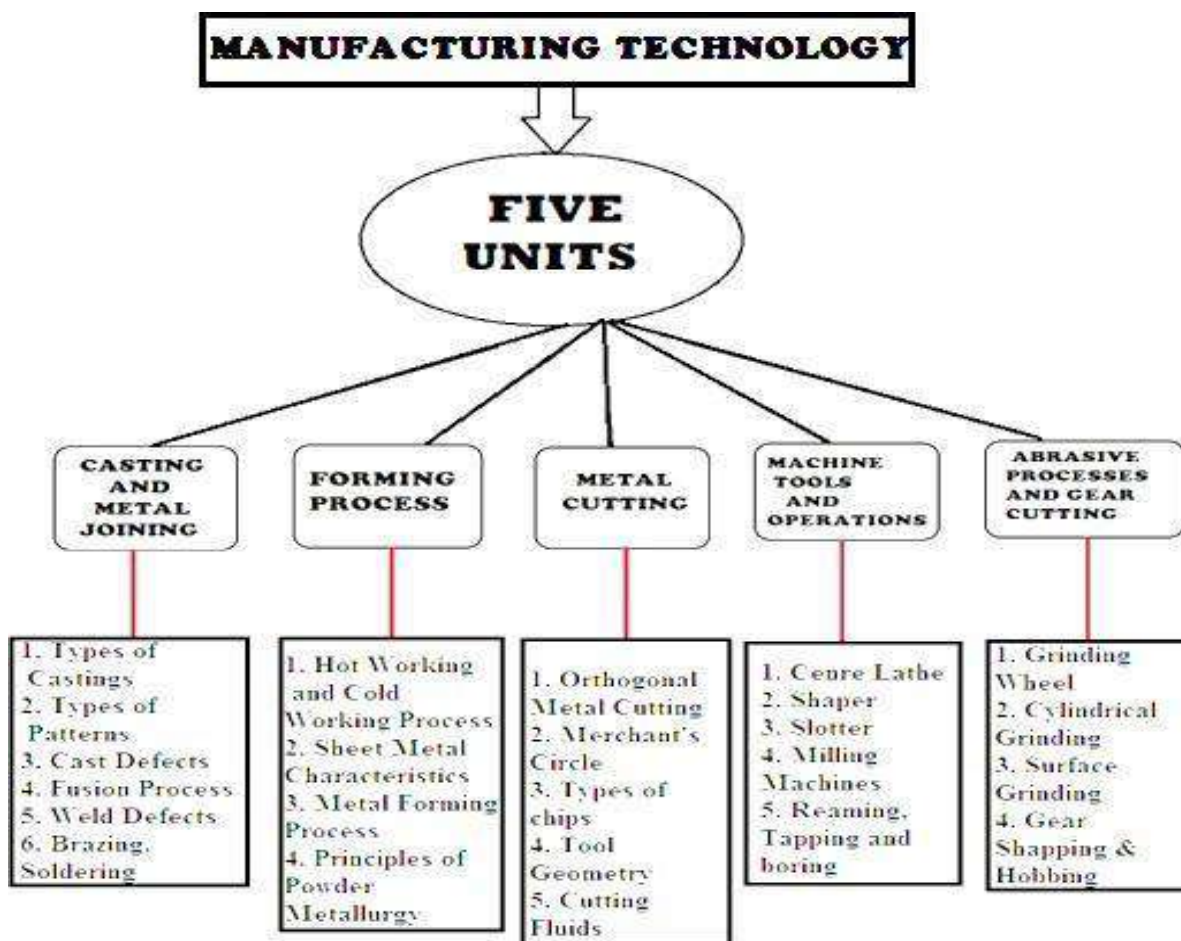 MANUFACTURING TECHNOLOGY
FIVE
UNITS
CASTING
AND
METAL
JOINING
FORMING
PROCESS
METAL
CUTTING
MACHINE
TOOLS
AND
OPERATIONS
ABRASIVE
PROCESSES
AND GEAR
CUTTING
1. Types of
Castings
2. Types of
Patterns
3. Cast Defects
4. Fusion Process
5. Weld Defects
6. Brazing,
Soldering
1. Hot Working
and Cold
Working Process
2. Sheet Metal
Characteristics
3. Metal Forming
Process
4. Principles of
Powder
Metallurgy
1. Orthogonal
Metal Cutting
2. Merchant's
Circle
3. Types of
chips
4. Tool
Geometry
5. Cutting
Fluids
1. Cenre Lathe
2. Shaper
3. Slotter
4. Milling
Machines
5. Reaming,
Tapping and
boring
1. Grinding
Wheel
2. Cylindrical
Grinding
3. Surface
Grinding
4. Gear
Shapping &
Hobbing